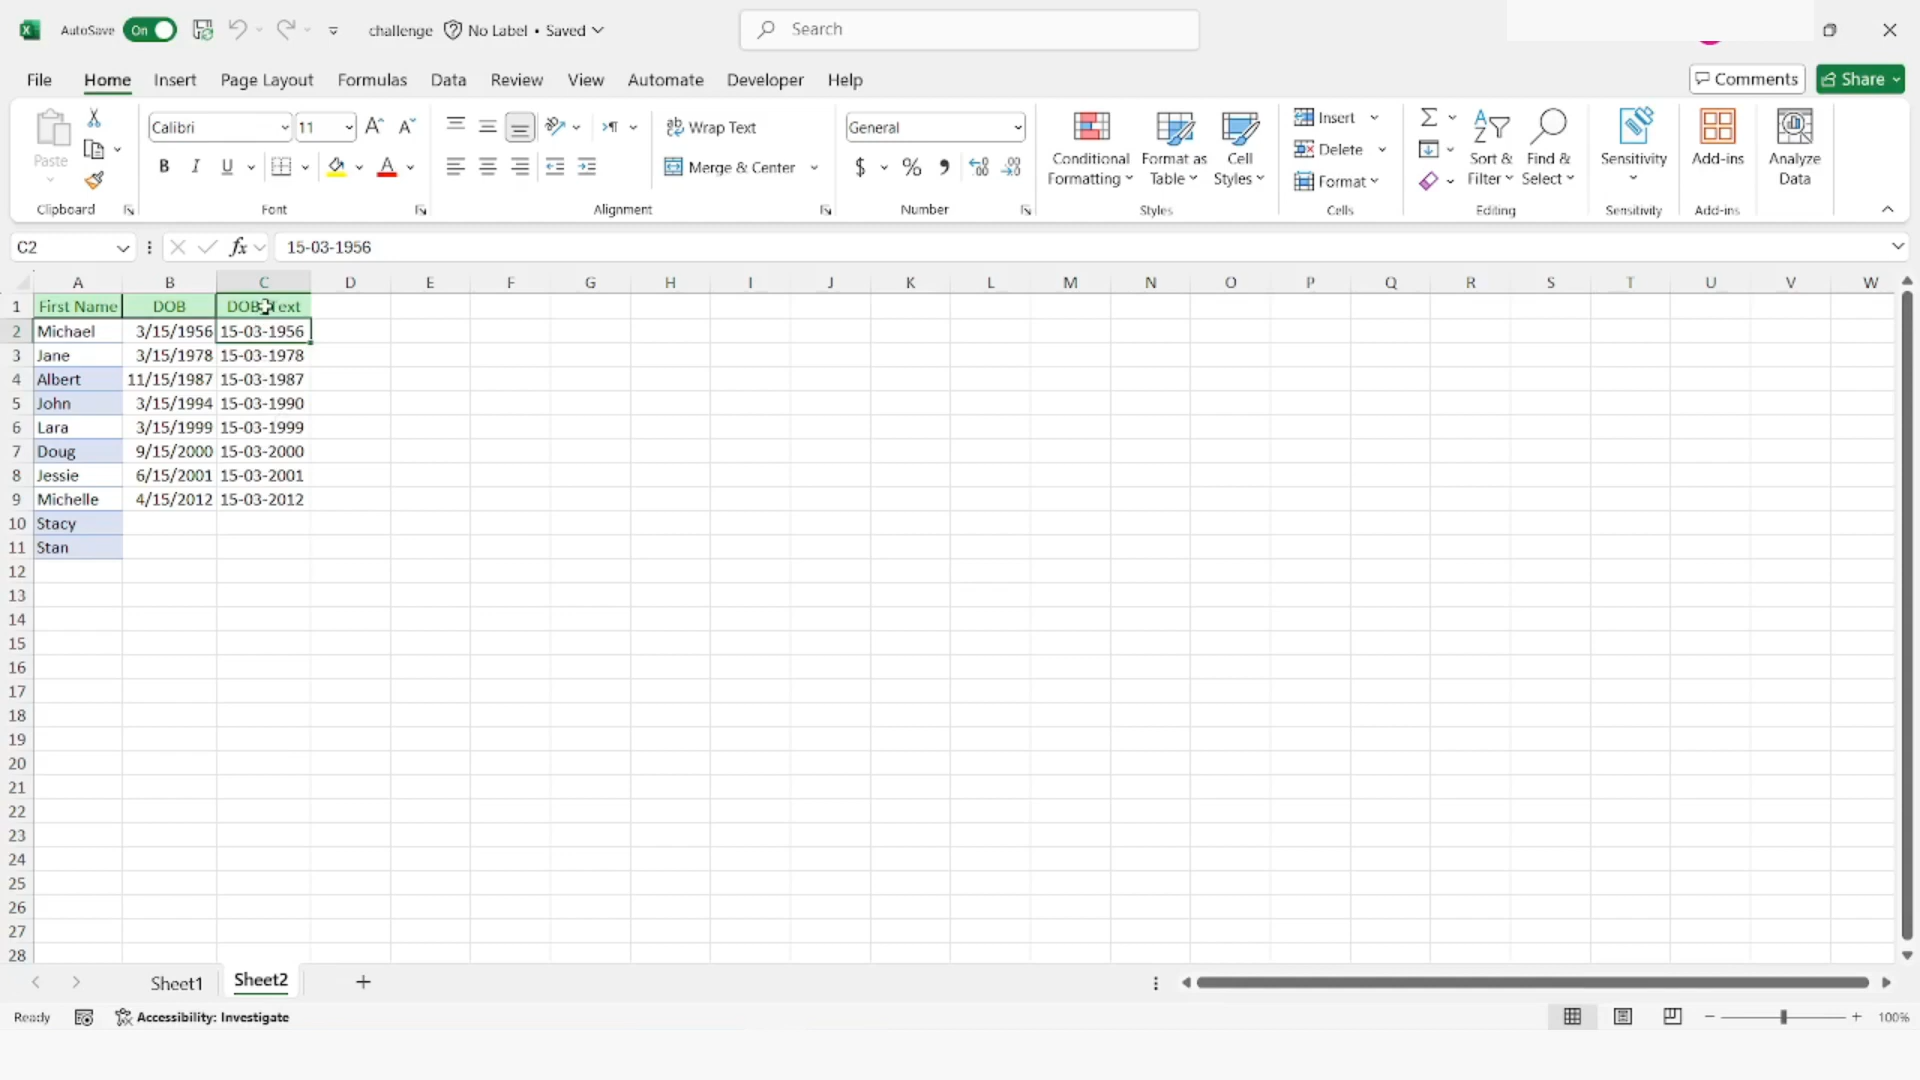 AutoSave On challenge No Label • Saved Search
File Home Insert Page Layout Formulas Data Review View Automate Developer Help Comments Share
Paste
Clipboard
Calibri 11
B I U A
Font
Wrap Text
Merge & Center
Alignment
General
$ % ,
Number
Conditional Formatting
Format as Table
Cell Styles
Styles
Insert
Delete
Format
Cells
Sort & Filter
Find & Select
Editing
Sensitivity
Sensitivity
Add-ins
Add-ins
Analyze Data
C2 fx 15-03-1956
A B C D E F G H I J K L M N O P Q R S T U V W
1 First Name DOB DOB Text
2 Michael 3/15/1956 15-03-1956
3 Jane 3/15/1978 15-03-1978
4 Albert 11/15/1987 15-03-1987
5 John 3/15/1994 15-03-1990
6 Lara 3/15/1999 15-03-1999
7 Doug 9/15/2000 15-03-2000
8 Jessie 6/15/2001 15-03-2001
9 Michelle 4/15/2012 15-03-2012
10 Stacy
11 Stan
12
13
14
15
16
17
18
19
20
21
22
23
24
25
26
27
28
Sheet1 Sheet2
Ready Accessibility: Investigate 100%